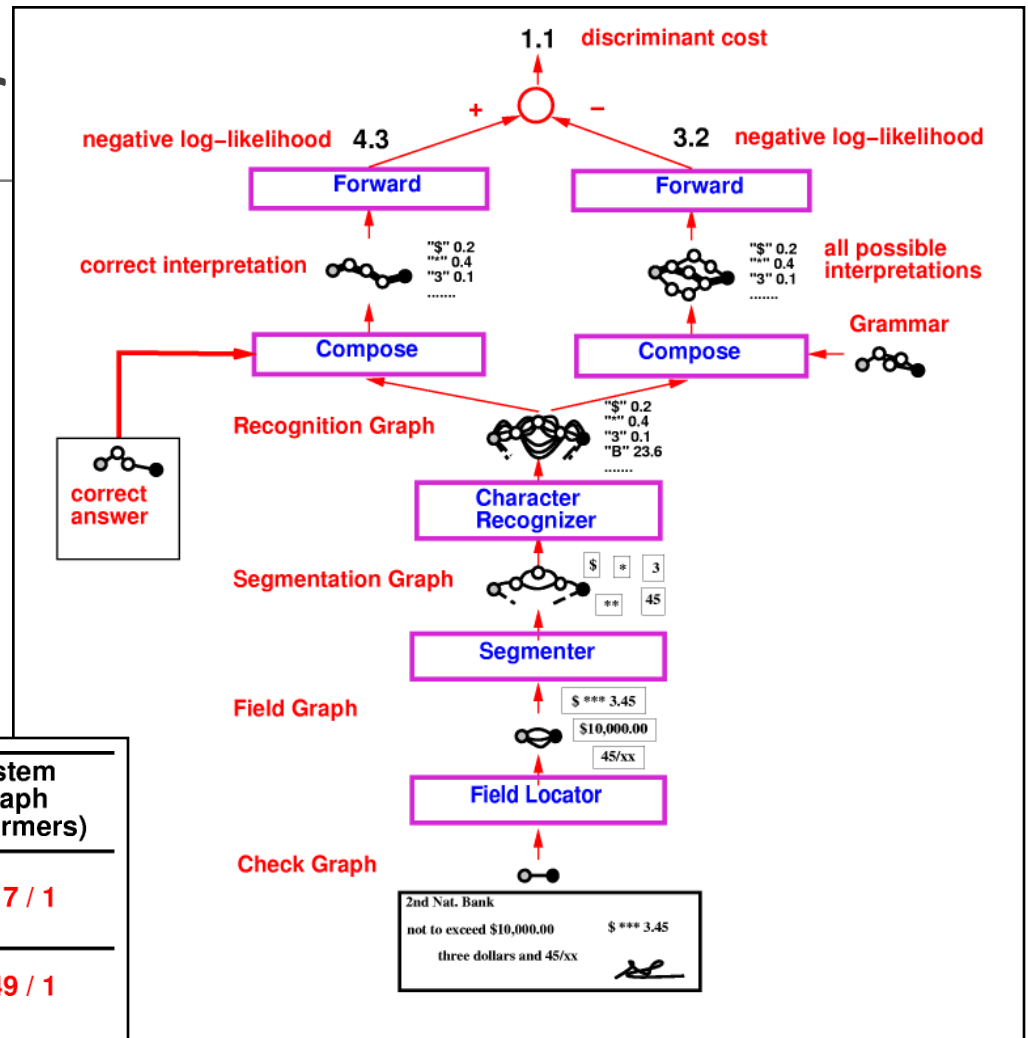 1.1 discriminant cost
+ −
negative log−likelihood 4.3
3.2 negative log−likelihood
Forward
Forward
correct interpretation
"$" 0.2
"*" 0.4
"3" 0.1
.......
"$" 0.2
"*" 0.4
"3" 0.1
.......
all possible
interpretations
Grammar
Compose
Compose
Recognition Graph
"$" 0.2
"*" 0.4
"3" 0.1
"B" 23.6
.......
correct
answer
Character
Recognizer
Segmentation Graph
$ * 3
** 45
Segmenter
Field Graph
$ *** 3.45
$10,000.00
45/xx
Field Locator
Check Graph
2nd Nat. Bank
not to exceed $10,000.00 $ *** 3.45
three dollars and 45/xx
stem
aph
rmers)
7 / 1
49 / 1